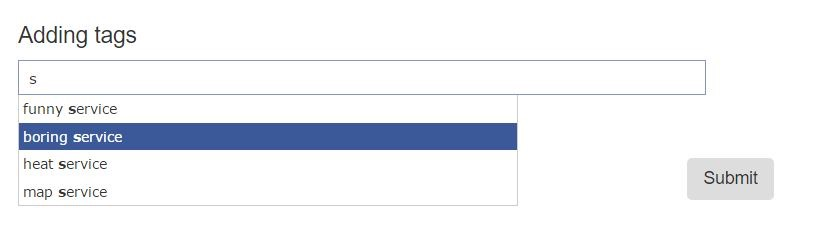 Adding tags
s
funny service
boring service
heat service
map service
Submit